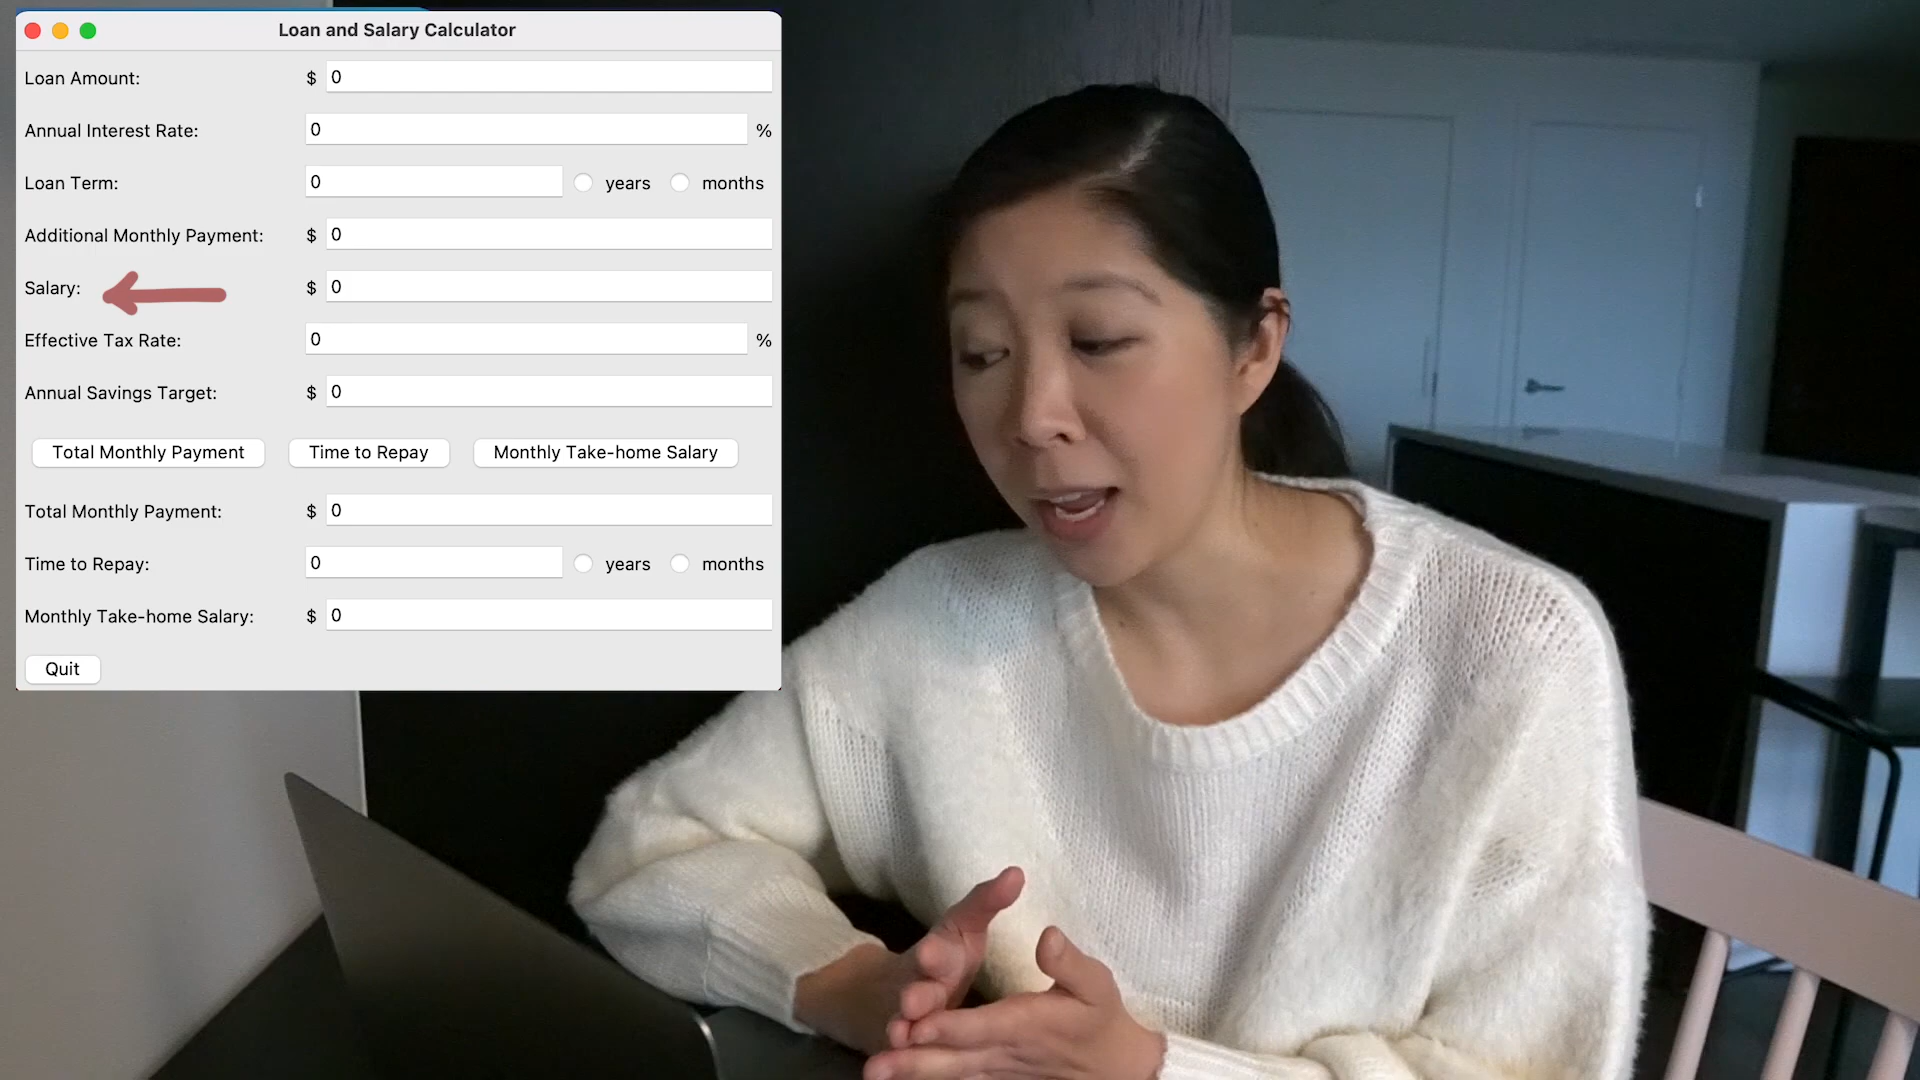 Loan and Salary Calculator
Loan Amount: $ 0
Annual Interest Rate: 0 %
Loan Term: 0 years months
Additional Monthly Payment: $ 0
Salary: $ 0
Effective Tax Rate: 0 %
Annual Savings Target: $ 0
Total Monthly Payment Time to Repay Monthly Take-home Salary
Total Monthly Payment: $ 0
Time to Repay: 0 years months
Monthly Take-home Salary: $ 0
Quit